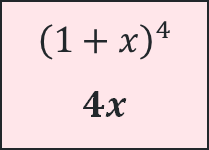 (1 + x)⁴
4x